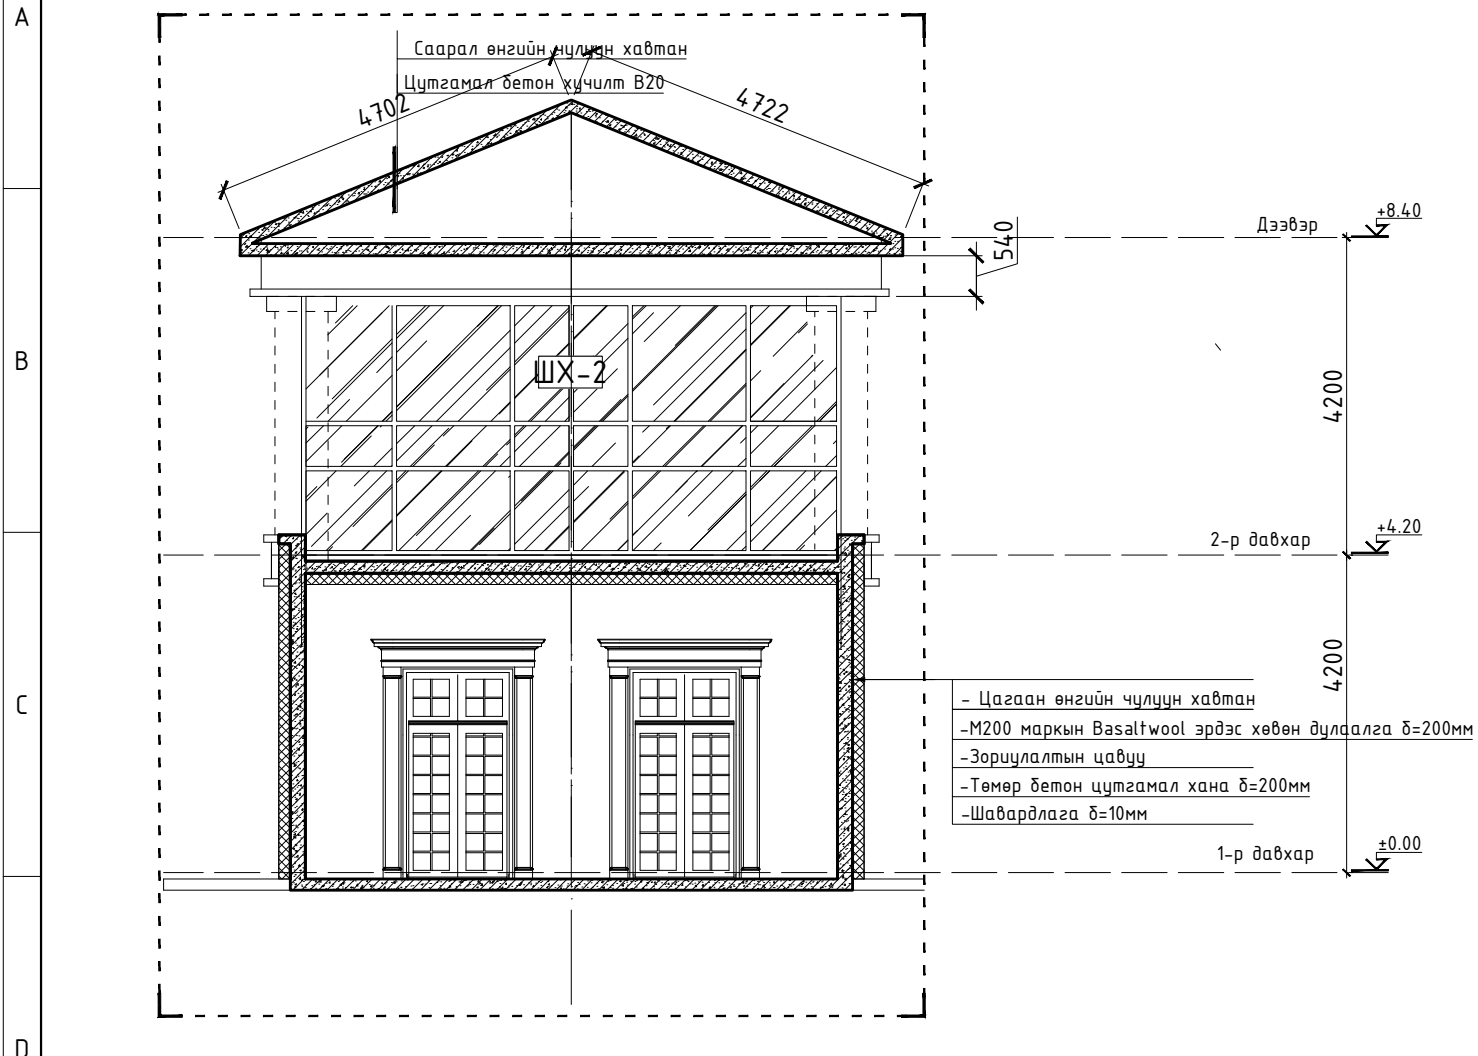 A
Саарал өнгийн чулуун хавтан
Цутгамал бетон хучилт В20
4702
4722
Дээвэр
+8.40
540
B
ШХ-2
4200
2-р давхар
+4.20
C
4200
- Цагаан өнгийн чулуун хавтан
-М200 маркын Basaltwool эрдэс хөвөн дулаалга δ=200мм
-Зориулалтын цавуу
-Төмөр бетон цутгамал хана δ=200мм
-Шавардлага δ=10мм
1-р давхар
±0.00
D